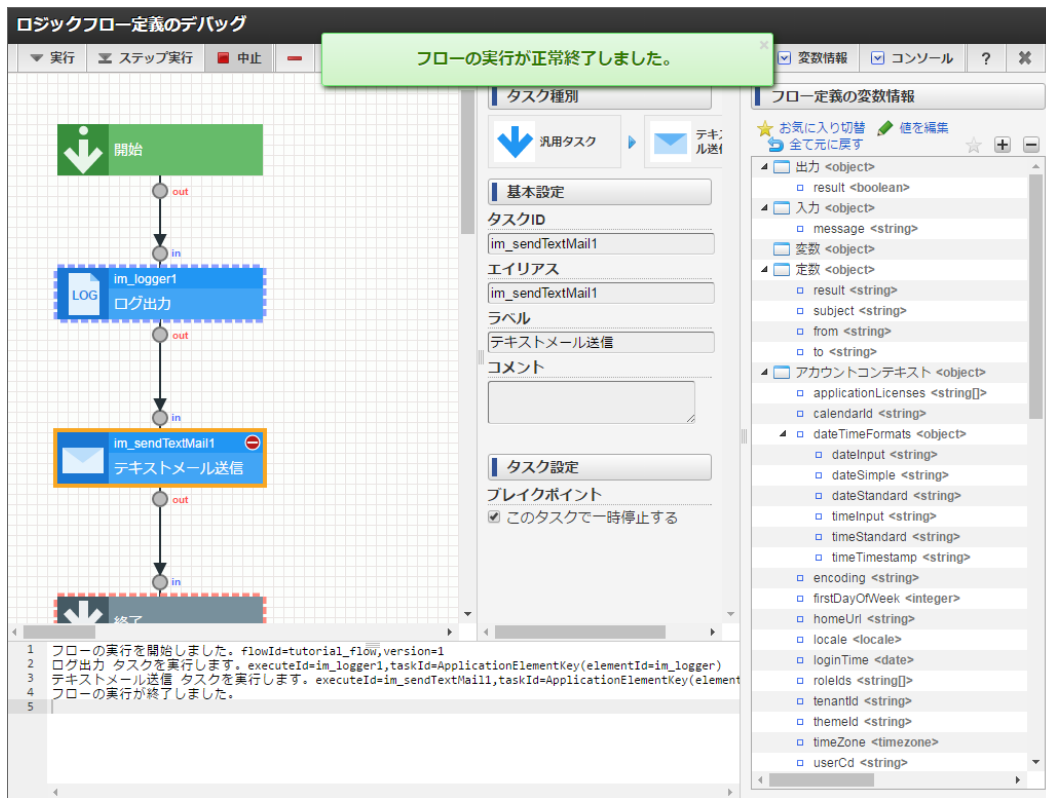 ロジックフロー定義のデバッグ
実行 ステップ実行 中止
フローの実行が正常終了しました。
変数情報 コンソール ?
開始
out
in
im_logger1
LOG
ログ出力
out
in
im_sendTextMail1
テキストメール送信
out
in
終了
タスク種別
汎用タスク
基本設定
タスクID
im_sendTextMail1
エイリアス
im_sendTextMail1
ラベル
テキストメール送信
コメント
タスク設定
ブレイクポイント
このタスクで一時停止する
フロー定義の変数情報
お気に入り切替 値を編集
全て元に戻す
出力 <object>
result <boolean>
入力 <object>
message <string>
変数 <object>
定数 <object>
result <string>
subject <string>
from <string>
to <string>
アカウントコンテキスト <object>
applicationLicenses <string[]>
calendarId <string>
dateTimeFormats <object>
dateInput <string>
dateSimple <string>
dateStandard <string>
timeInput <string>
timeStandard <string>
timeTimestamp <string>
encoding <string>
firstDayOfWeek <integer>
homeUrl <string>
locale <locale>
loginTime <date>
roleIds <string[]>
tenantId <string>
themeId <string>
timeZone <timezone>
userCd <string>
1 フローの実行を開始しました。flowId=tutorial_flow,version=1
2 ログ出力 タスクを実行します。executeId=im_logger1,taskId=ApplicationElementKey(elementId=im_logger)
3 テキストメール送信 タスクを実行します。executeId=im_sendTextMail1,taskId=ApplicationElementKey(element
4 フローの実行が終了しました。
5